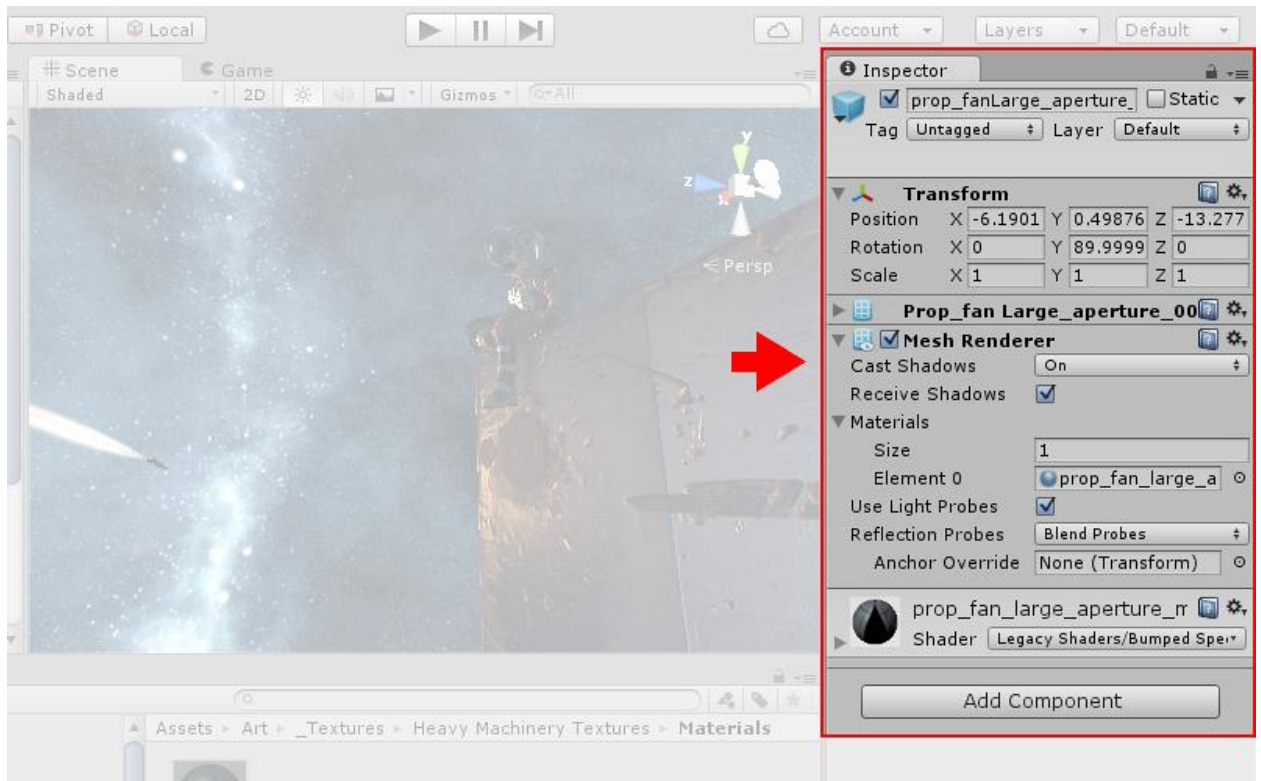 Pivot Local
Account Layers Default
Scene Game
Shaded 2D Gizmos All
y
z
x
Persp
Assets Art _Textures Heavy Machinery Textures Materials
Inspector
prop_fanLarge_aperture_ Static
Tag Untagged Layer Default
Transform
Position X -6.1901 Y 0.49876 Z -13.277
Rotation X 0 Y 89.9999 Z 0
Scale X 1 Y 1 Z 1
Prop_fan Large_aperture_00
Mesh Renderer
Cast Shadows On
Receive Shadows
Materials
Size 1
Element 0 prop_fan_large_a
Use Light Probes
Reflection Probes Blend Probes
Anchor Override None (Transform)
prop_fan_large_aperture_m
Shader Legacy Shaders/Bumped Spe
Add Component